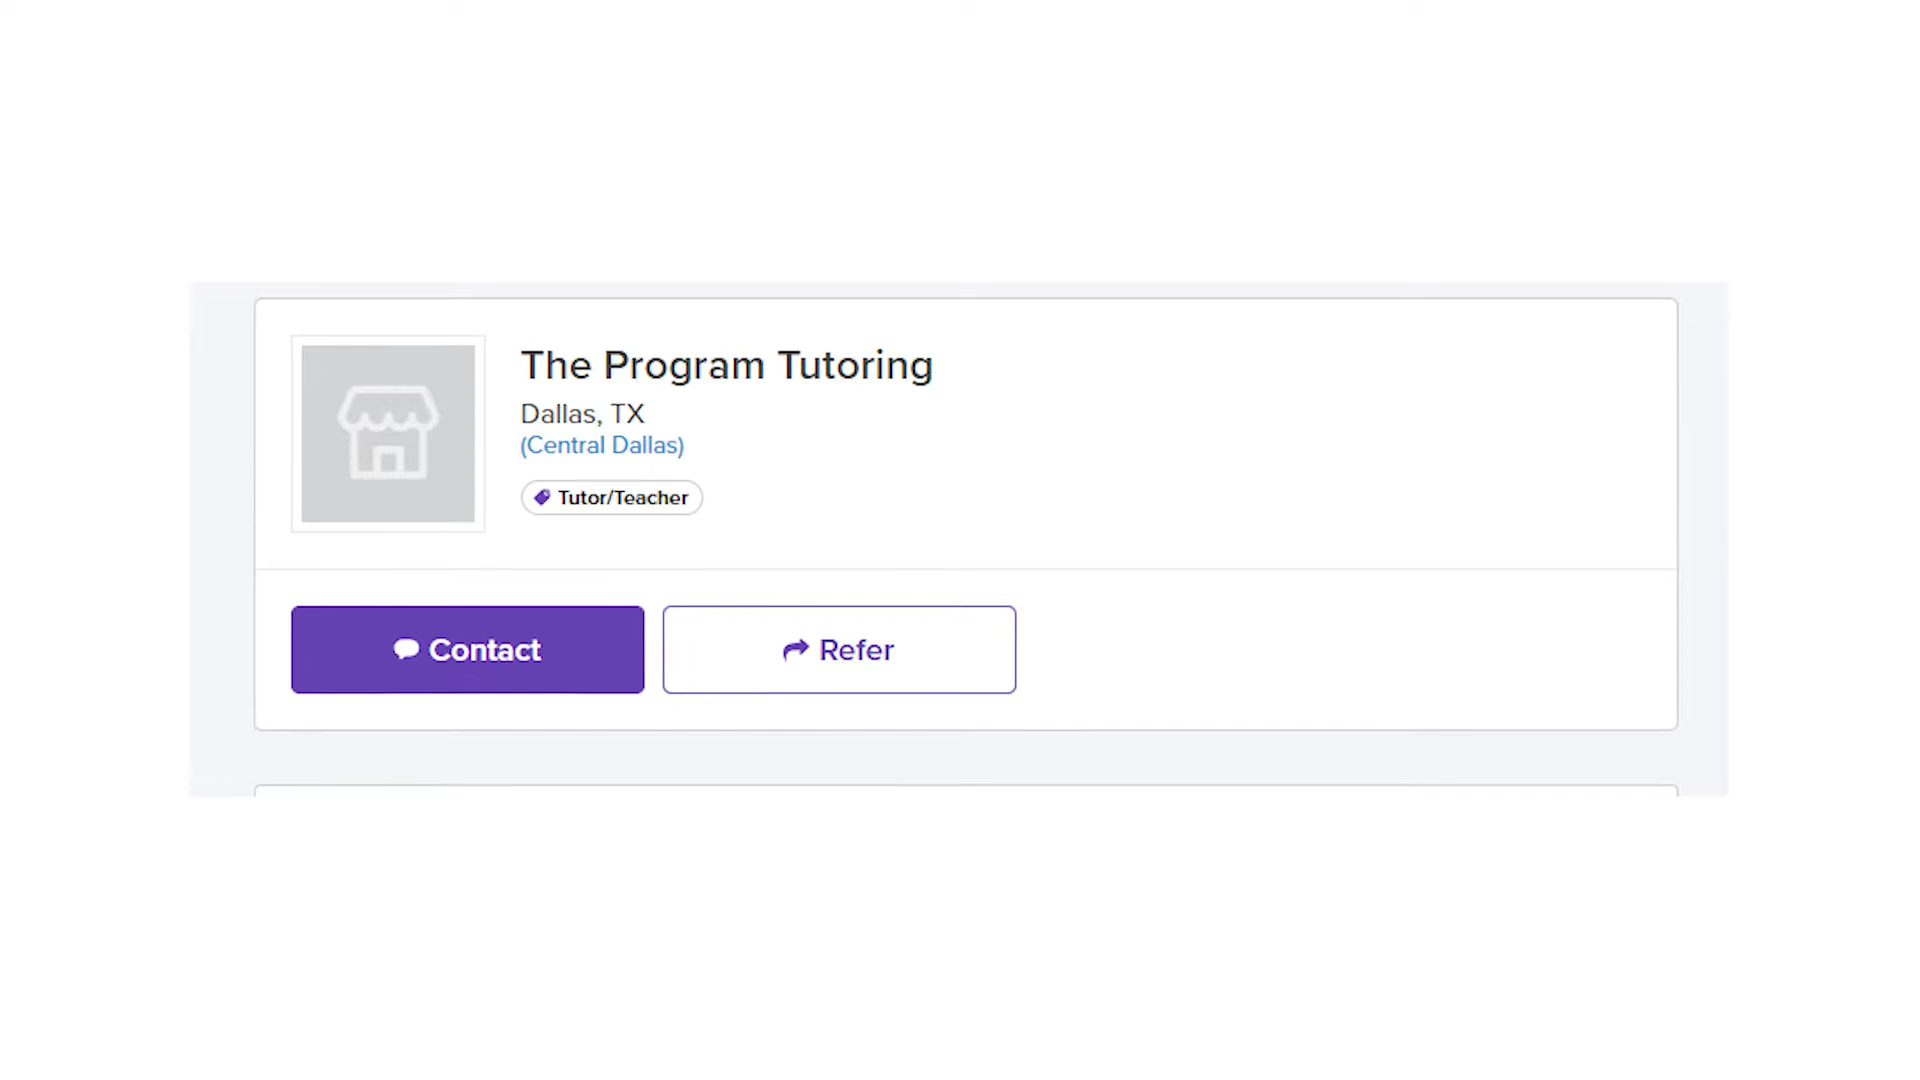 The Program Tutoring
Dallas, TX
(Central Dallas)
Tutor/Teacher
Contact
Refer